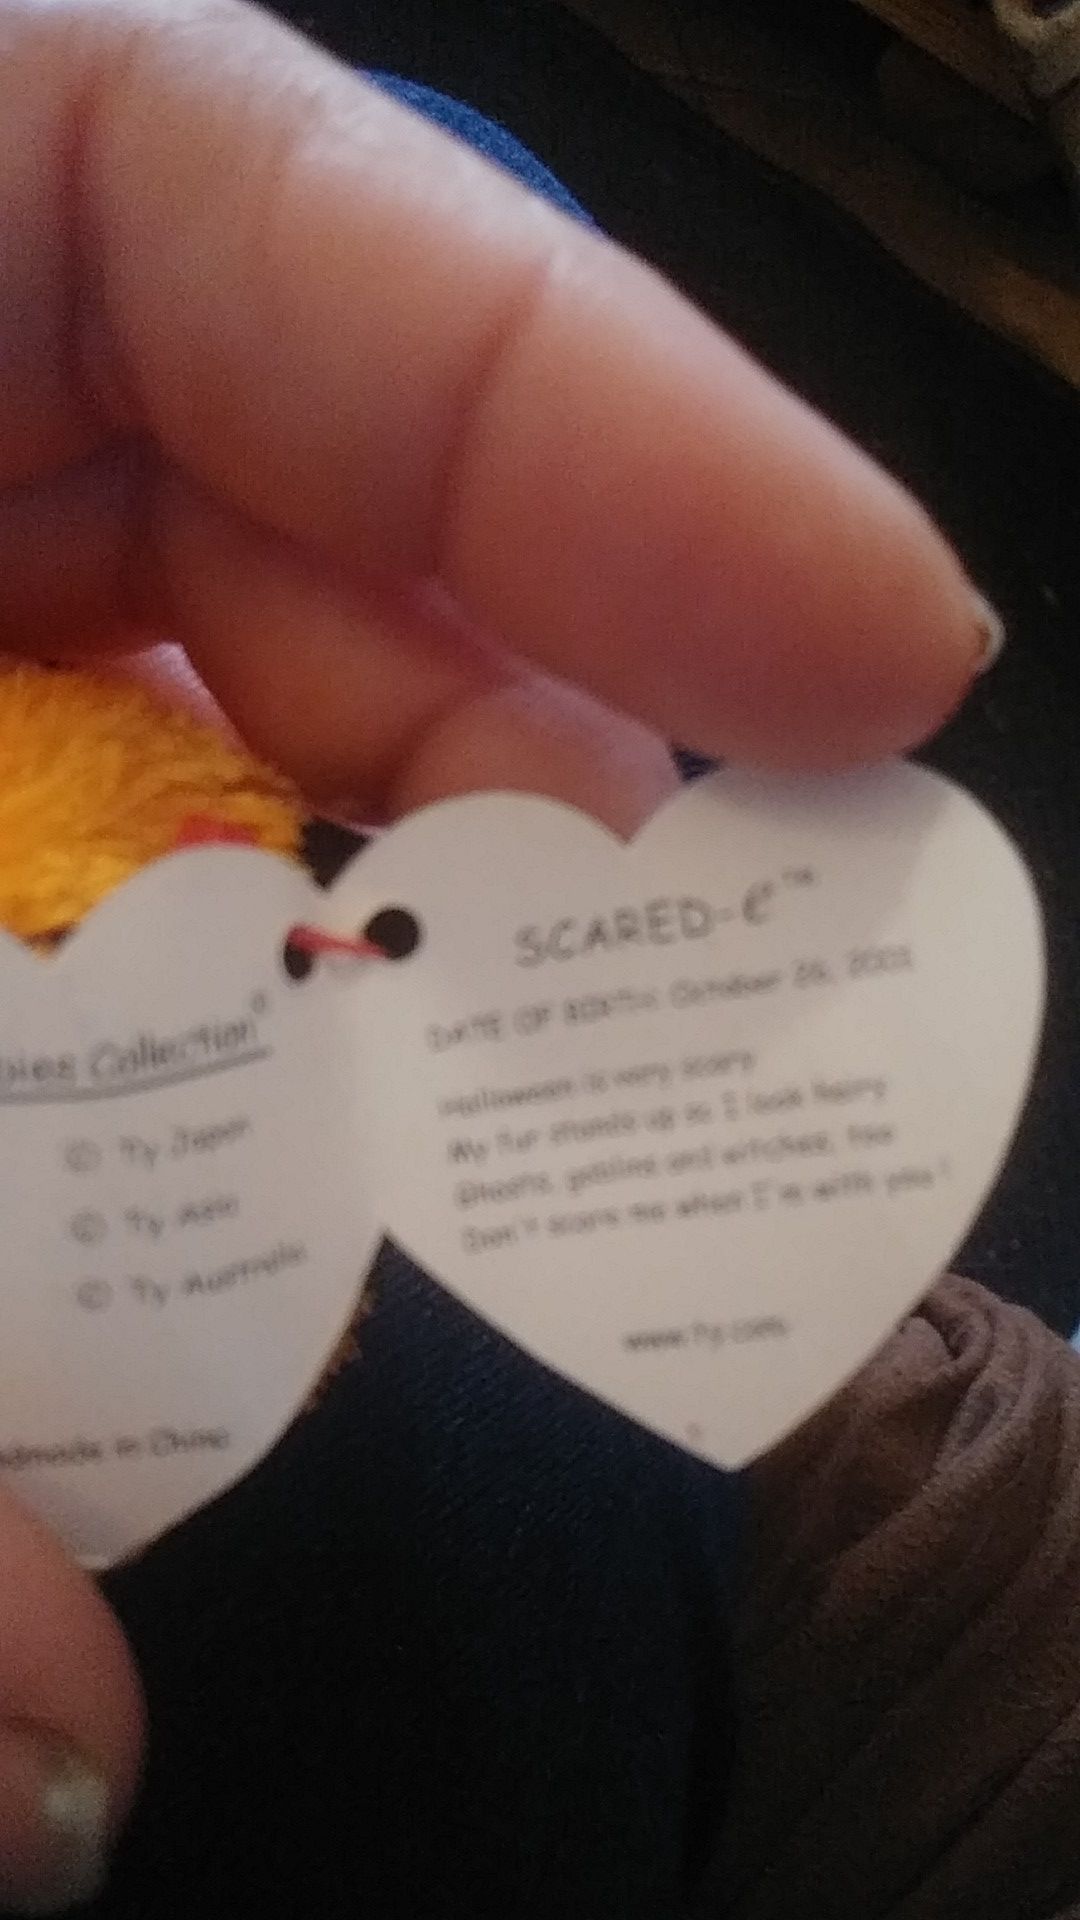 Collection®
© Ty Japan
© Ty Asia
© Ty Australia
in China
SCARED-e™
DATE OF BIRTH: October 26,
Halloween is very scary
My fur stands up so I look hairy
Ghosts, goblins and witches, too
Don't scare me when I'm with you!
www.ty.com